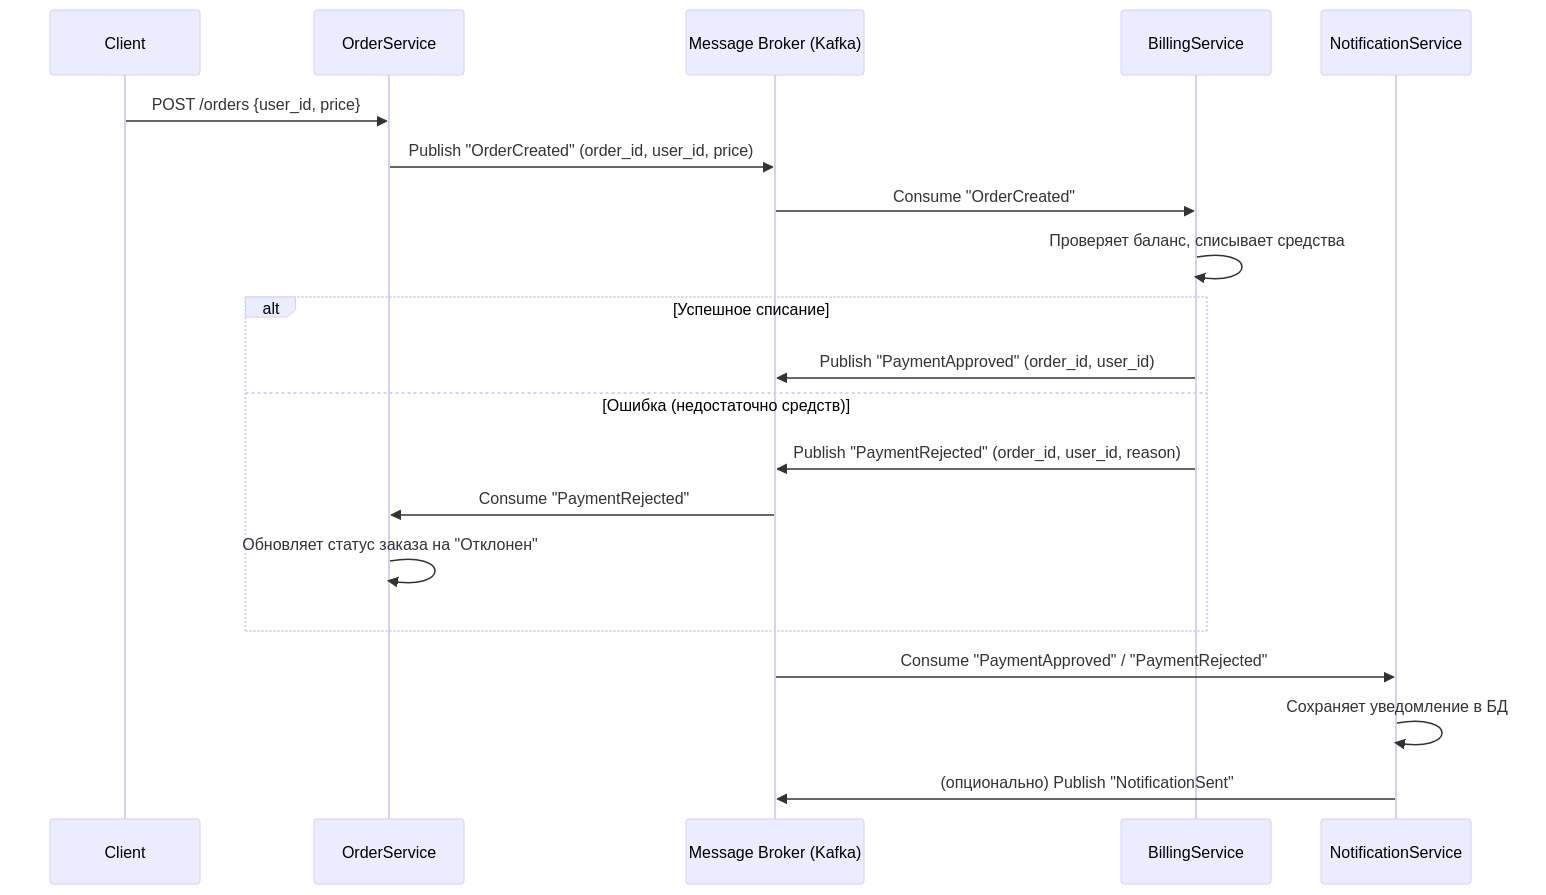 Client
OrderService
Message Broker (Kafka)
BillingService
NotificationService
POST /orders {user_id, price}
Publish "OrderCreated" (order_id, user_id, price)
Consume "OrderCreated"
Проверяет баланс, списывает средства
alt
[Успешное списание]
Publish "PaymentApproved" (order_id, user_id)
[Ошибка (недостаточно средств)]
Publish "PaymentRejected" (order_id, user_id, reason)
Consume "PaymentRejected"
Обновляет статус заказа на "Отклонен"
Consume "PaymentApproved" / "PaymentRejected"
Сохраняет уведомление в БД
(опционально) Publish "NotificationSent"
Client
OrderService
Message Broker (Kafka)
BillingService
NotificationService